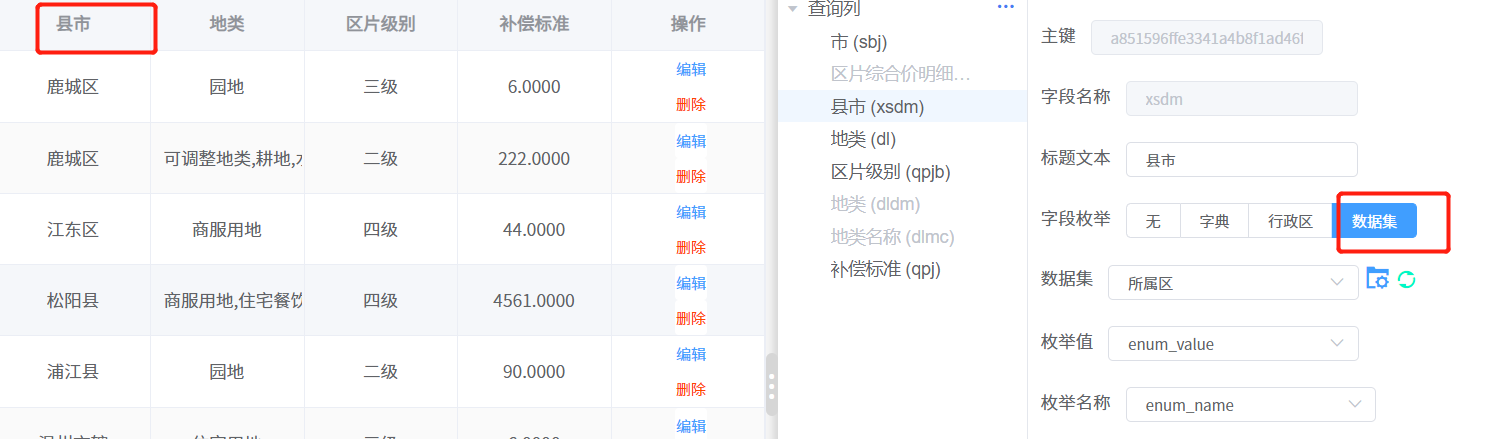 县市 地类 区片级别 补偿标准 操作
鹿城区 园地 三级 6.0000 编辑
删除
鹿城区 可调整地类,耕地, 二级 222.0000 编辑
删除
江东区 商服用地 四级 44.0000 编辑
删除
松阳县 商服用地,住宅餐饮 四级 4561.0000 编辑
删除
浦江县 园地 二级 90.0000 编辑
删除
编辑
查询列
市 (sbj)
区片综合价明细...
县市 (xsdm)
地类 (dl)
区片级别 (qpjb)
地类 (dldm)
地类名称 (dlmc)
补偿标准 (qpj)
主键 a851596ffe3341a4b8f1ad46f
字段名称 xsdm
标题文本 县市
字段枚举 无 字典 行政区 数据集
数据集 所属区
枚举值 enum_value
枚举名称 enum_name